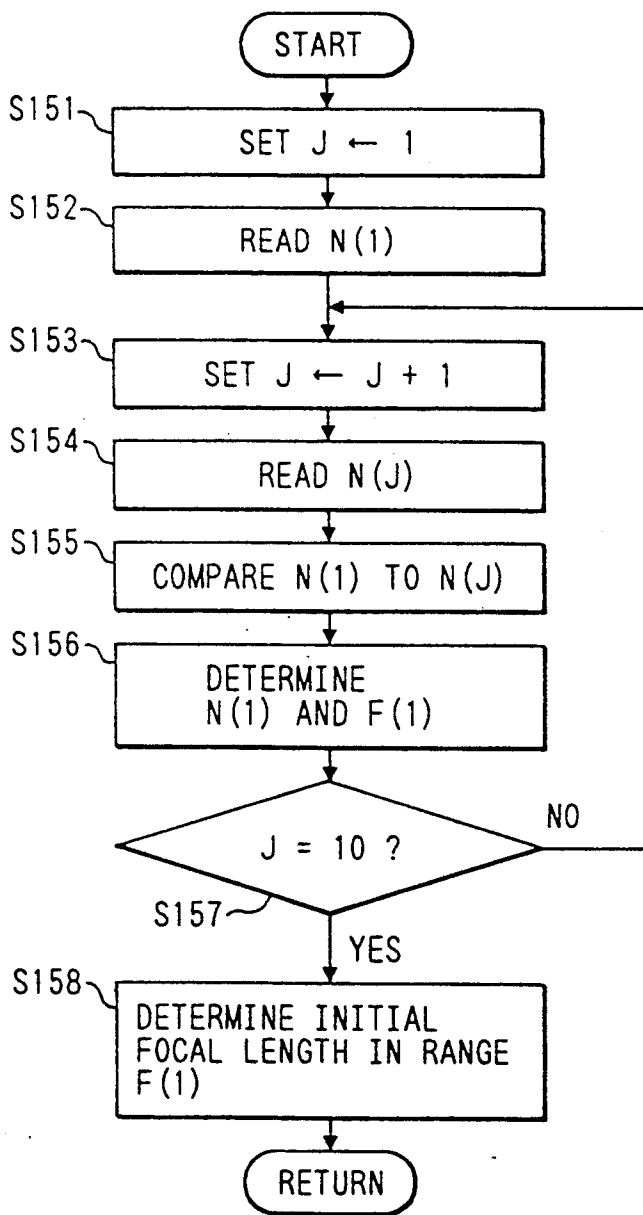 START
S151
SET J ← 1
S152
READ N(1)
S153
SET J ← J + 1
S154
READ N(J)
S155
COMPARE N(1) TO N(J)
S156
DETERMINE
N(1) AND F(1)
J = 10 ?
NO
S157
YES
S158
DETERMINE INITIAL
FOCAL LENGTH IN RANGE
F(1)
RETURN